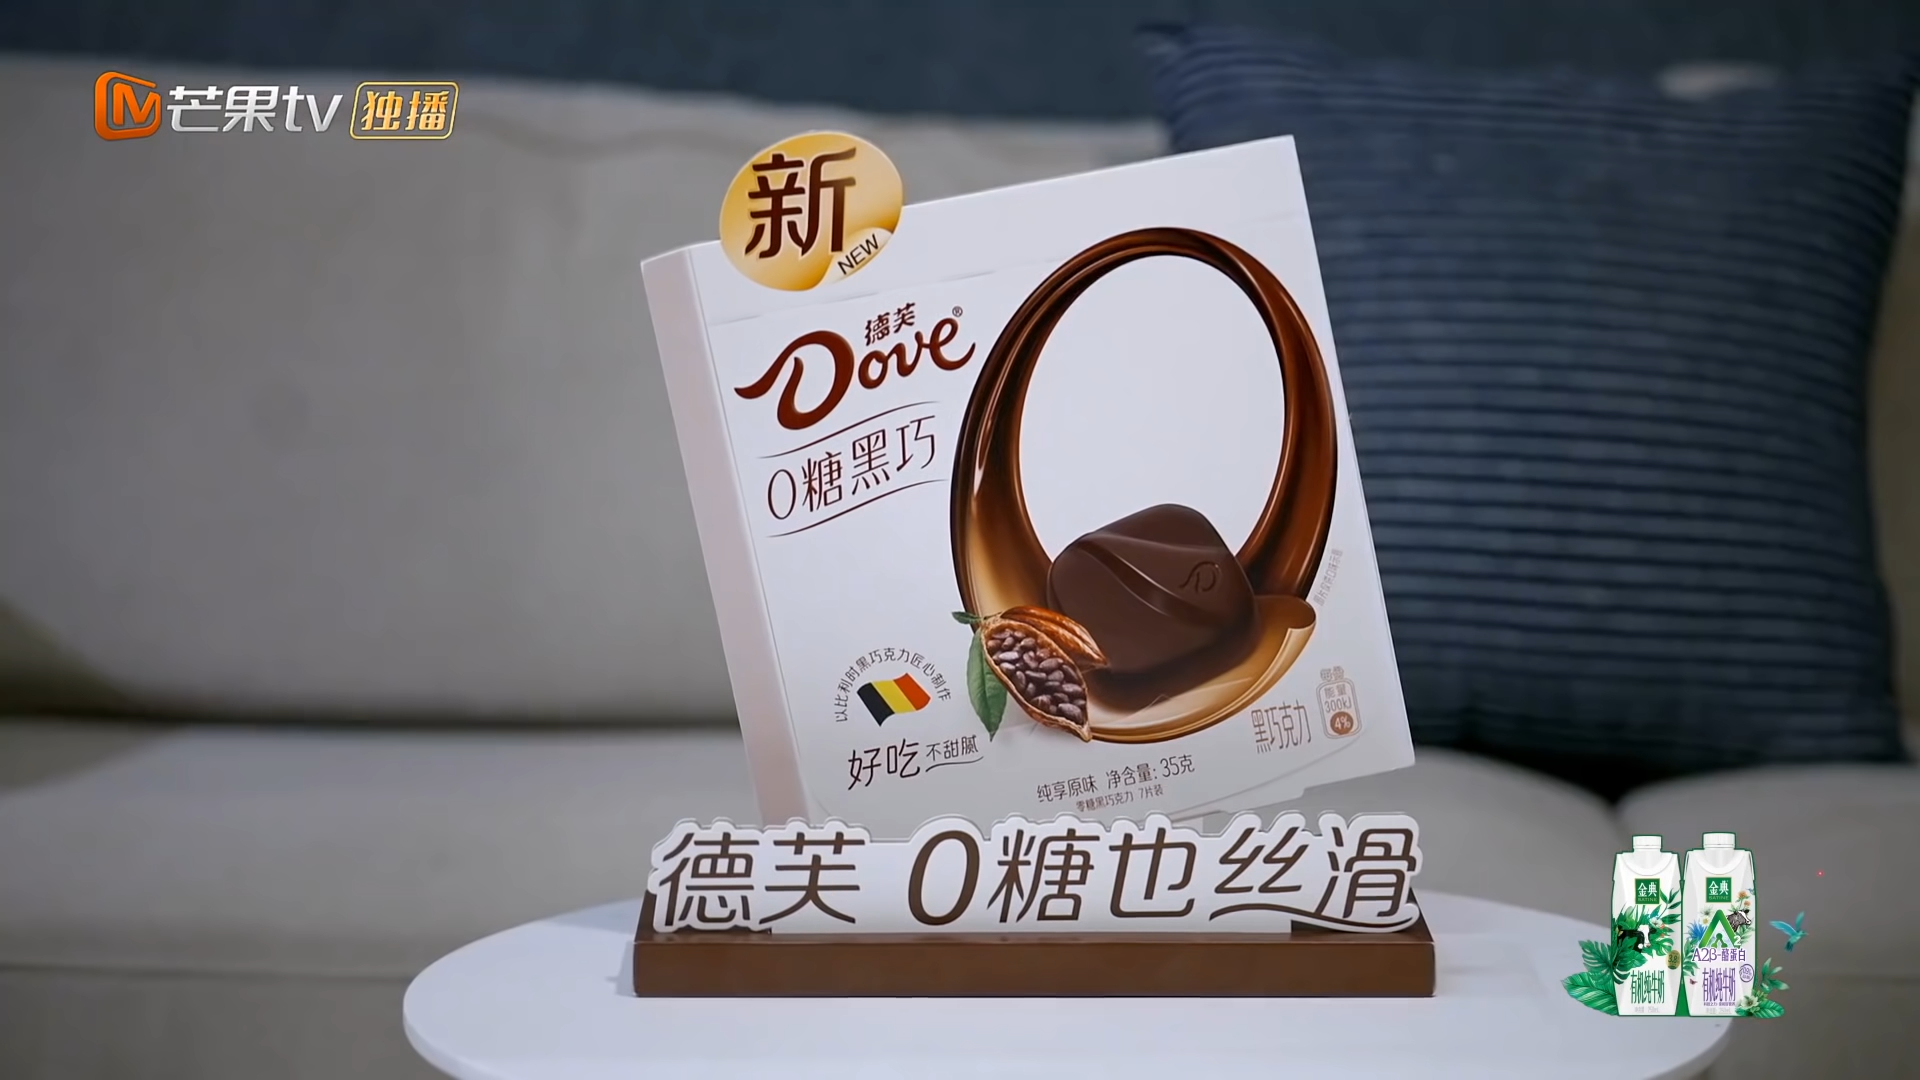 芒果tv 独播
新
NEW
德芙
Dove®
0糖黑巧
以比利时黑巧克力匠心制作
好吃 不甜腻
纯享原味 净含量: 35克
零糖黑巧克力 7片装
黑巧克力
每份
能量
300kJ
4%
德芙 0糖也丝滑
金典
有机纯牛奶
金典
A2β-酪蛋白
有机纯牛奶